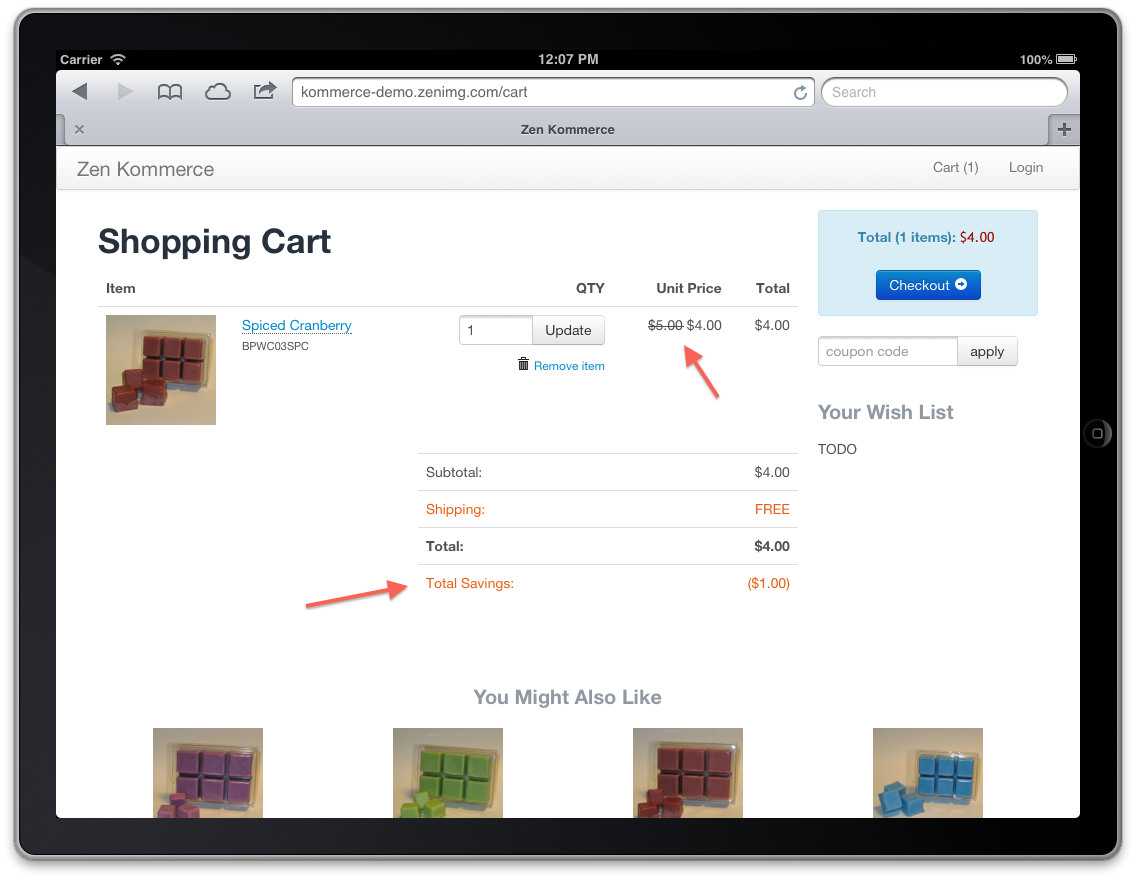 Carrier 12:07 PM 100%
kommerce-demo.zenimg.com/cart Search
Zen Kommerce
Zen Kommerce Cart (1) Login
Shopping Cart
Total (1 items): $4.00
Checkout
Item QTY Unit Price Total
Spiced Cranberry 1 Update $5.00 $4.00 $4.00
BPWC03SPC
Remove item
coupon code apply
Your Wish List
TODO
Subtotal: $4.00
Shipping: FREE
Total: $4.00
Total Savings: ($1.00)
You Might Also Like